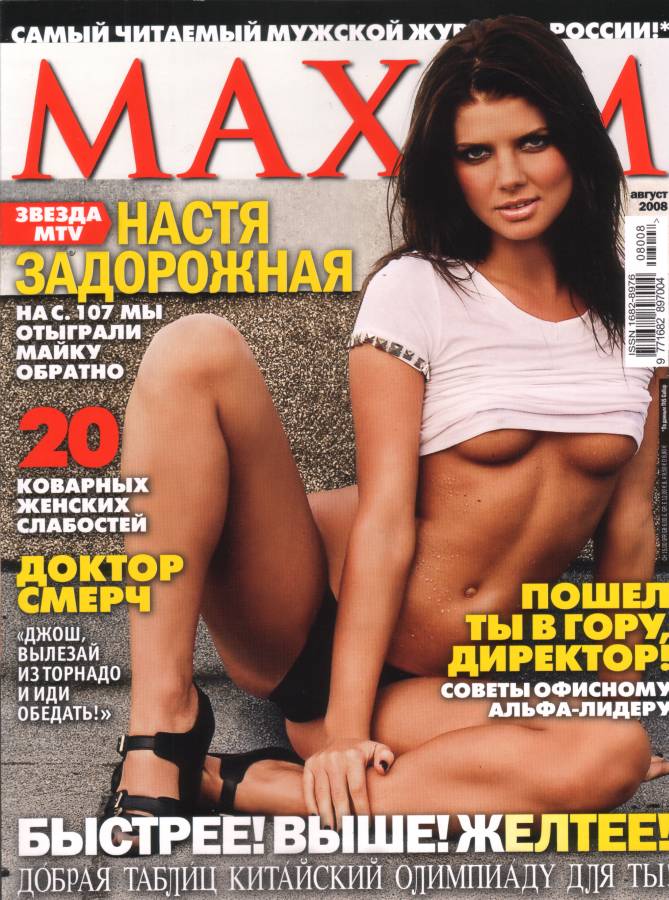 САМЫЙ ЧИТАЕМЫЙ МУЖСКОЙ РОССИИ!*
MAXIM
август
2008
ЗВЕЗДА
MTV
НАСТЯ
ЗАДОРОЖНАЯ
НА С. 107 МЫ
ОТЫГРАЛИ
МАЙКУ
ОБРАТНО
08008
ISSN 1682-8976
9 771682 897004
20
КОВАРНЫХ
ЖЕНСКИХ
СЛАБОСТЕЙ
ДОКТОР
СМЕРЧ
«ДЖОШ,
ВЫЛЕЗАЙ
ИЗ ТОРНАДО
И ИДИ
ОБЕДАТЬ!»
ПОШЕЛ
ТЫ В ГОРУ,
ДИРЕКТОР!
СОВЕТЫ ОФИСНОМУ
АЛЬФА-ЛИДЕРУ
БЫСТРЕЕ! ВЫШЕ! ЖЕЛТЕЕ!
ДОБРАЯ ТАБЛИЦ КИТАЙСКИЙ ОЛИМПИАДУ ДЛЯ ТЫ!